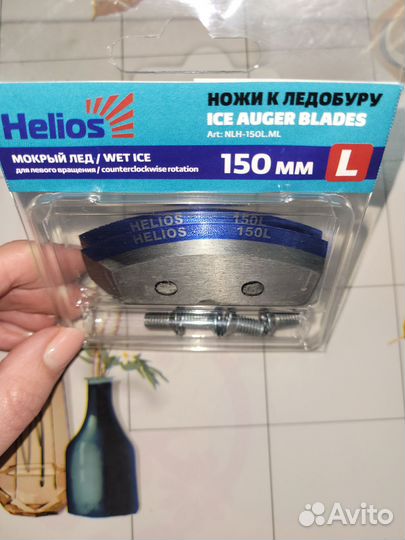 Helios
НОЖИ К ЛЕДОБУРУ
ICE AUGER BLADES
Art: NLH-150L.ML
МОКРЫЙ ЛЕД / WET ICE
для левого вращения / counterclockwise rotation
150 ММ
L
HELIOS 150L
HELIOS 150L
Avito